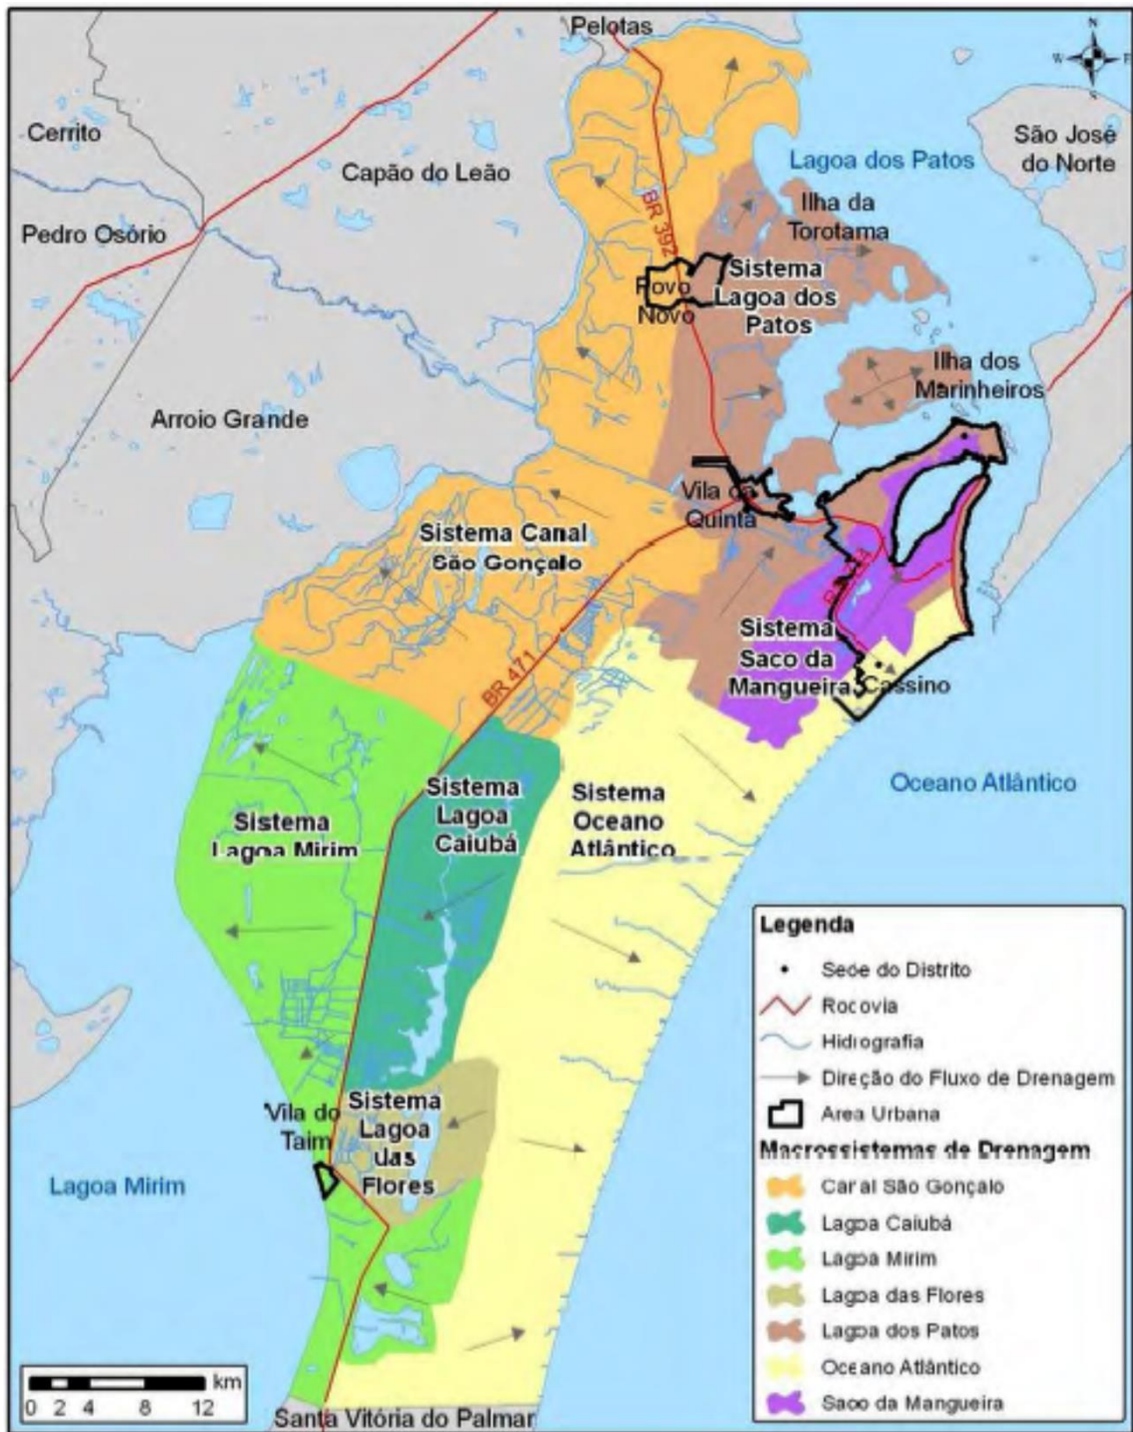 Pelotas
N
W E
S
Cerrito
Capão do Leão
São José
do Norte
Lagoa dos Patos
Pedro Osório
Ilha da
Torotama
BR 392
Sistema
Lagoa dos
Patos
Povo
Novo
Ilha dos
Marinheiros
Arroio Grande
Vila da
Quinta
Sistema Canal
São Gonçalo
Sistema
Saco da
Mangueira
Cassino
BR 471
Oceano Atlântico
Sistema
Lagoa
Caiubá
Sistema
Oceano
Atlântico
Sistema
Lagoa Mirim
Vila do
Taim
Sistema
Lagoa
das
Flores
Lagoa Mirim
Santa Vitória do Palmar
km
0 2 4 8 12
Legenda
Sede do Distrito
Rocovia
Hidrografia
Direção do Fluxo de Drenagem
Area Urbana
Macrossistemas de Drenagem
Canal São Gonçalo
Lagoa Caiubá
Lagoa Mirim
Lagoa das Flores
Lagoa dos Patos
Oceano Atlântico
Saco da Mangueira